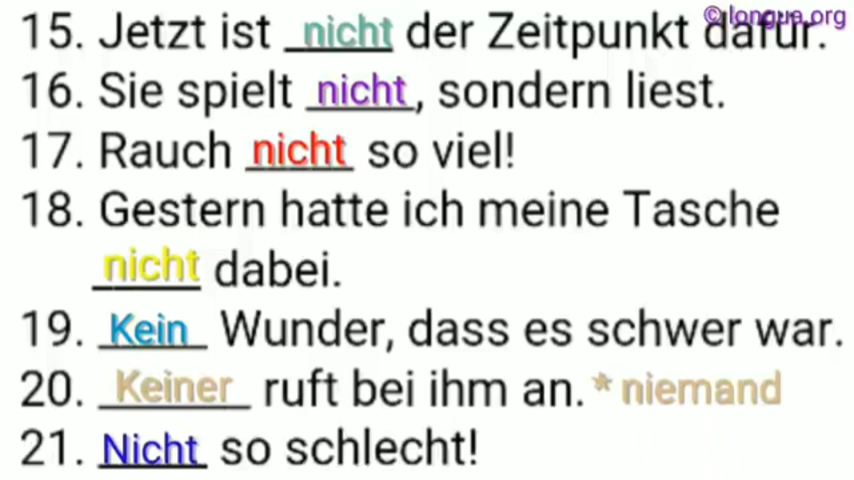 © longua.org
15. Jetzt ist nicht der Zeitpunkt dafür.
16. Sie spielt nicht, sondern liest.
17. Rauch nicht so viel!
18. Gestern hatte ich meine Tasche
nicht dabei.
19. Kein Wunder, dass es schwer war.
20. Keiner ruft bei ihm an. * niemand
21. Nicht so schlecht!